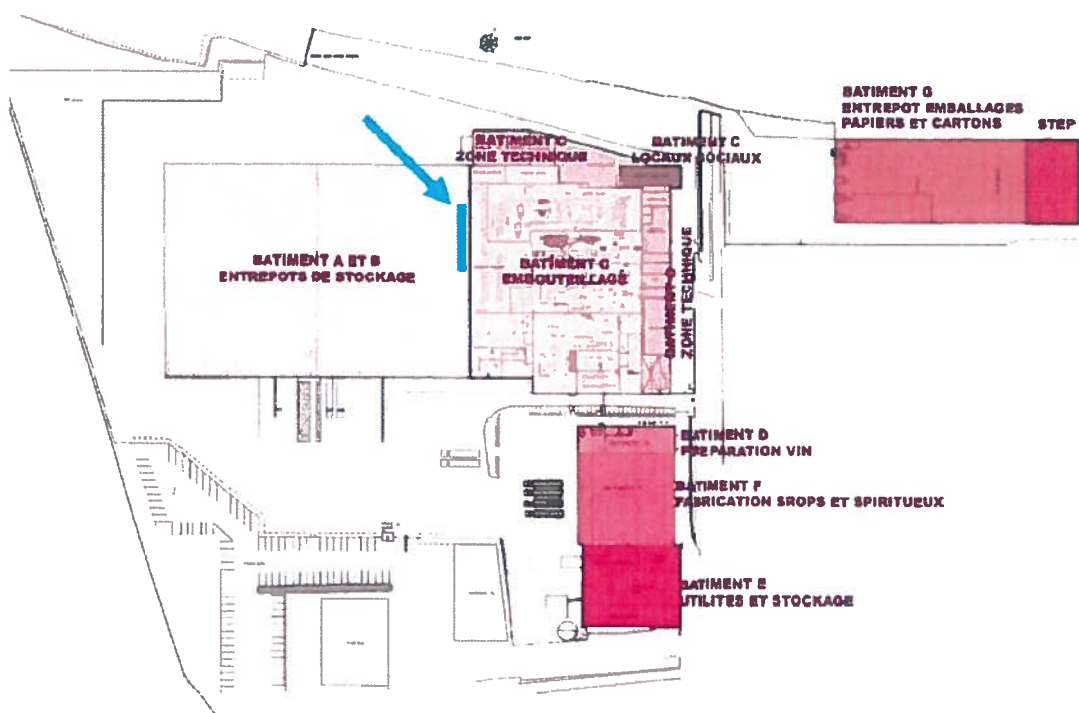 BATIMENT G
ENTREPOT EMBALLAGES
PAPIERS ET CARTONS
STEP
BATIMENT C
ZONE TECHNIQUE
BATIMENT C
LOCAUX SOCIAUX
BATIMENT A ET B
ENTREPOTS DE STOCKAGE
BATIMENT C
EMBOUTEILLAGE
BATIMENT C
ZONE TECHNIQUE
BATIMENT D
PREPARATION VIN
BATIMENT F
FABRICATION SROPS ET SPIRITUEUX
BATIMENT E
UTILITES ET STOCKAGE